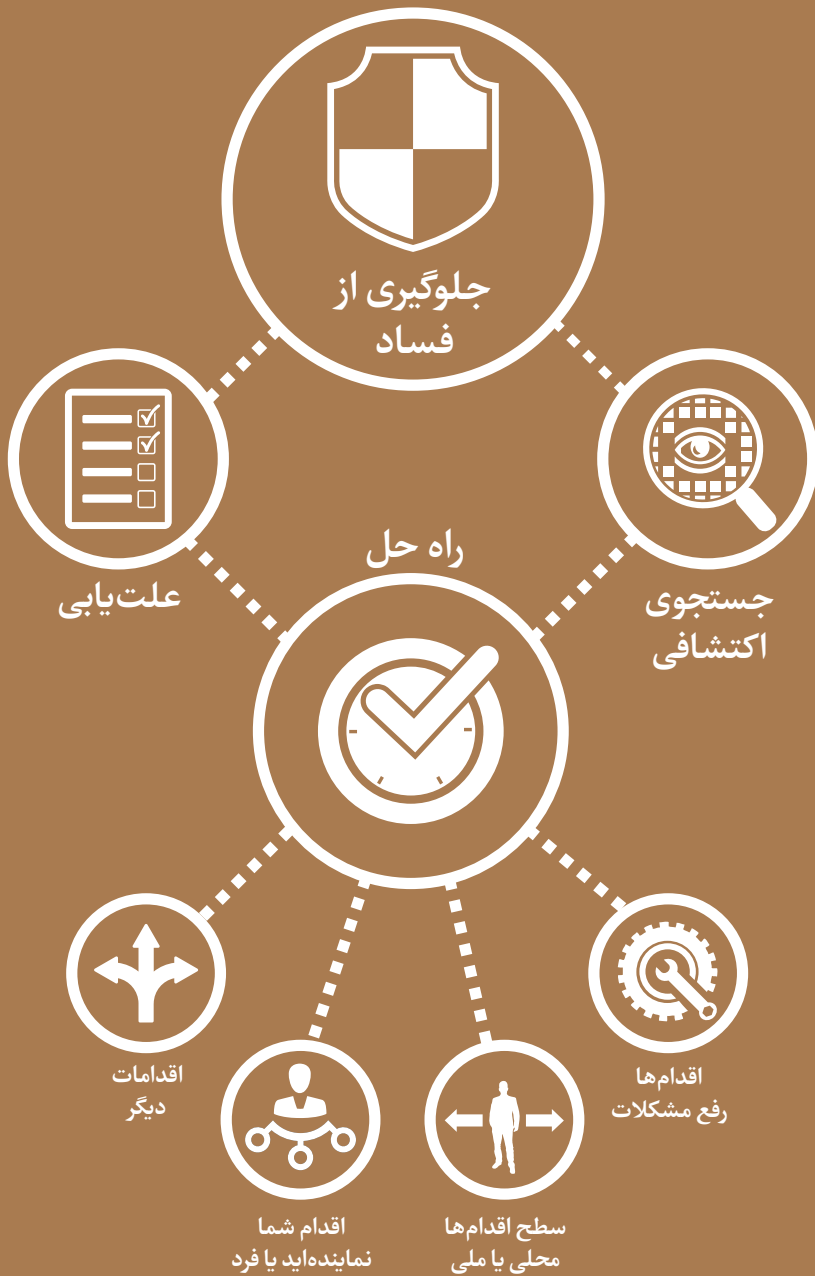 جلوگیری از
فساد
جستجوی
اکتشافی
علت‌یابی
راه حل
اقدام‌ها
رفع مشکلات
سطح اقدام‌ها
محلی یا ملی
اقدام شما
نماینده‌اید یا فرد
اقدامات
دیگر